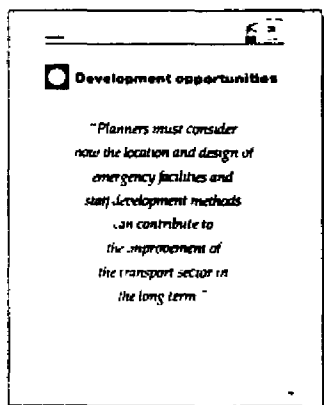 Development opportunities
"Planners must consider
now the location and design of
emergency facilities and
staff development methods
can contribute to
the improvement of
the transport sector in
the long term"